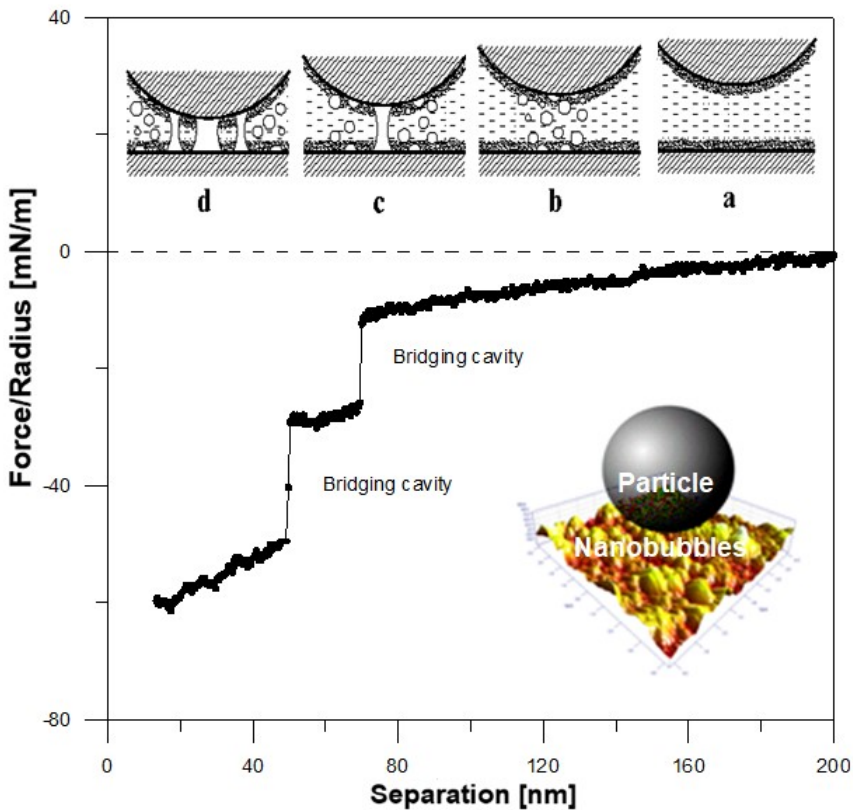 40
d
c
b
a
0
Bridging cavity
Bridging cavity
-40
Particle
Nanobubbles
-80
0
40
80
120
160
200
Separation [nm]
Force/Radius [mN/m]